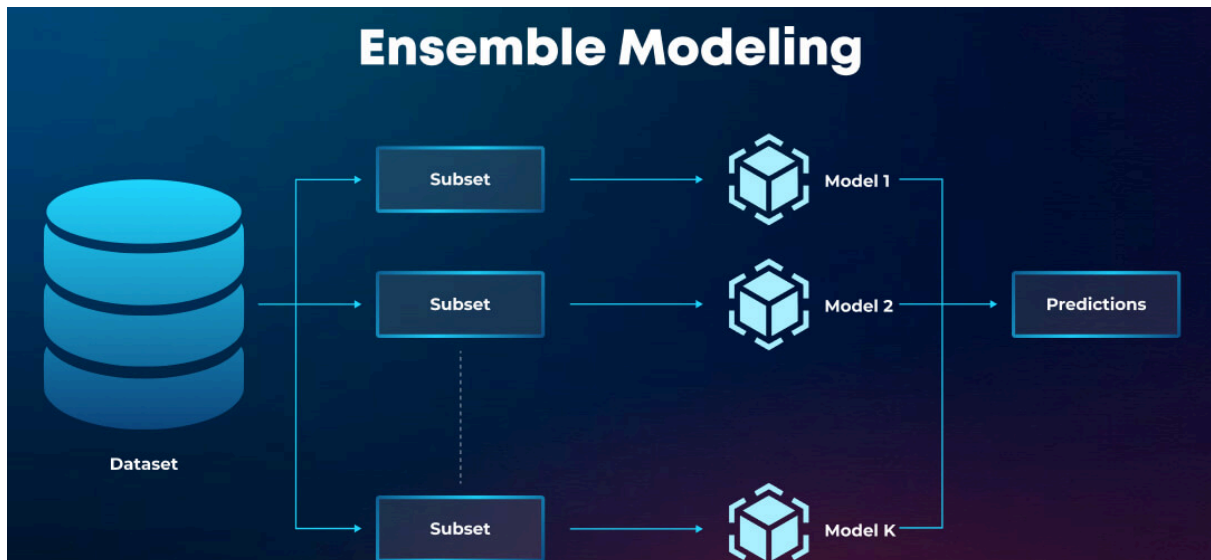 Ensemble Modeling
Subset
Model 1
Subset
Model 2
Predictions
Dataset
Subset
Model K